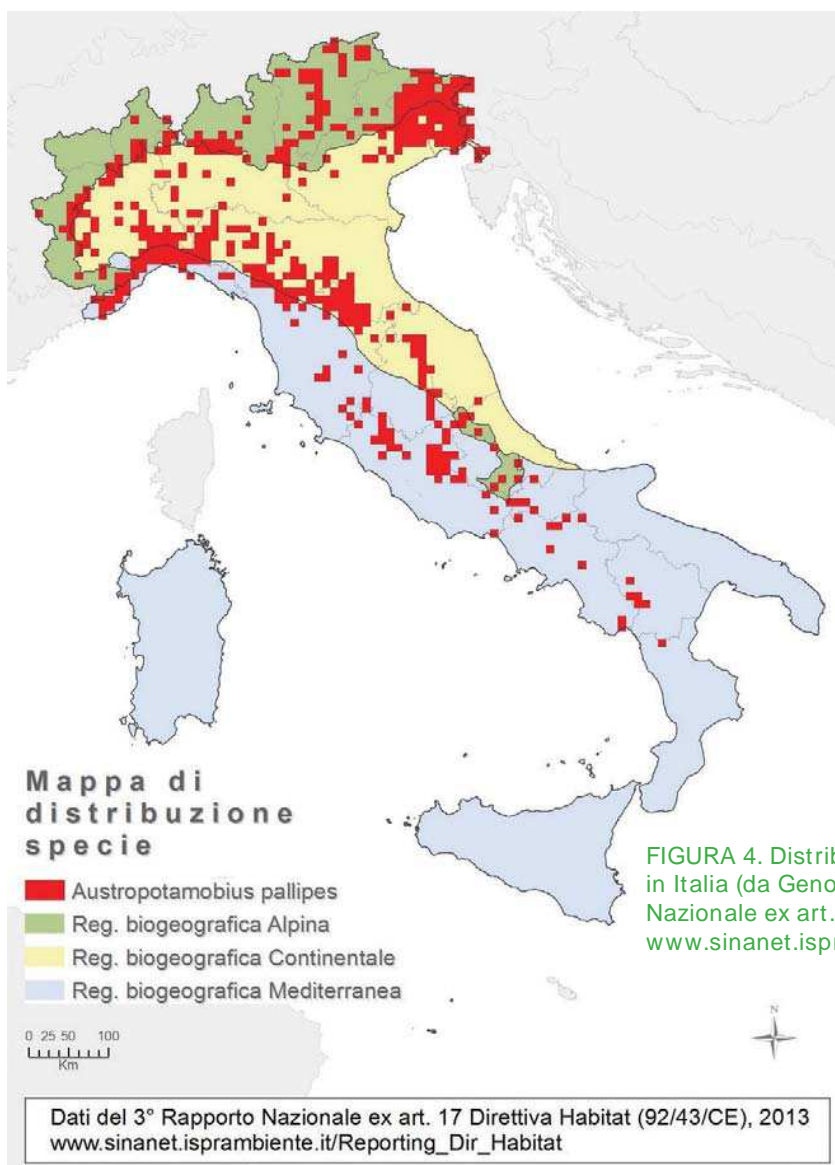 Mappa di
distribuzione
specie
Austropotamobius pallipes
Reg. biogeografica Alpina
Reg. biogeografica Continentale
Reg. biogeografica Mediterranea
0 25 50 100
Km
N
FIGURA 4. Distrib
in Italia (da Geno
Nazionale ex art.
www.sinanet.ispr
Dati del 3° Rapporto Nazionale ex art. 17 Direttiva Habitat (92/43/CE), 2013
www.sinanet.isprambiente.it/Reporting_Dir_Habitat